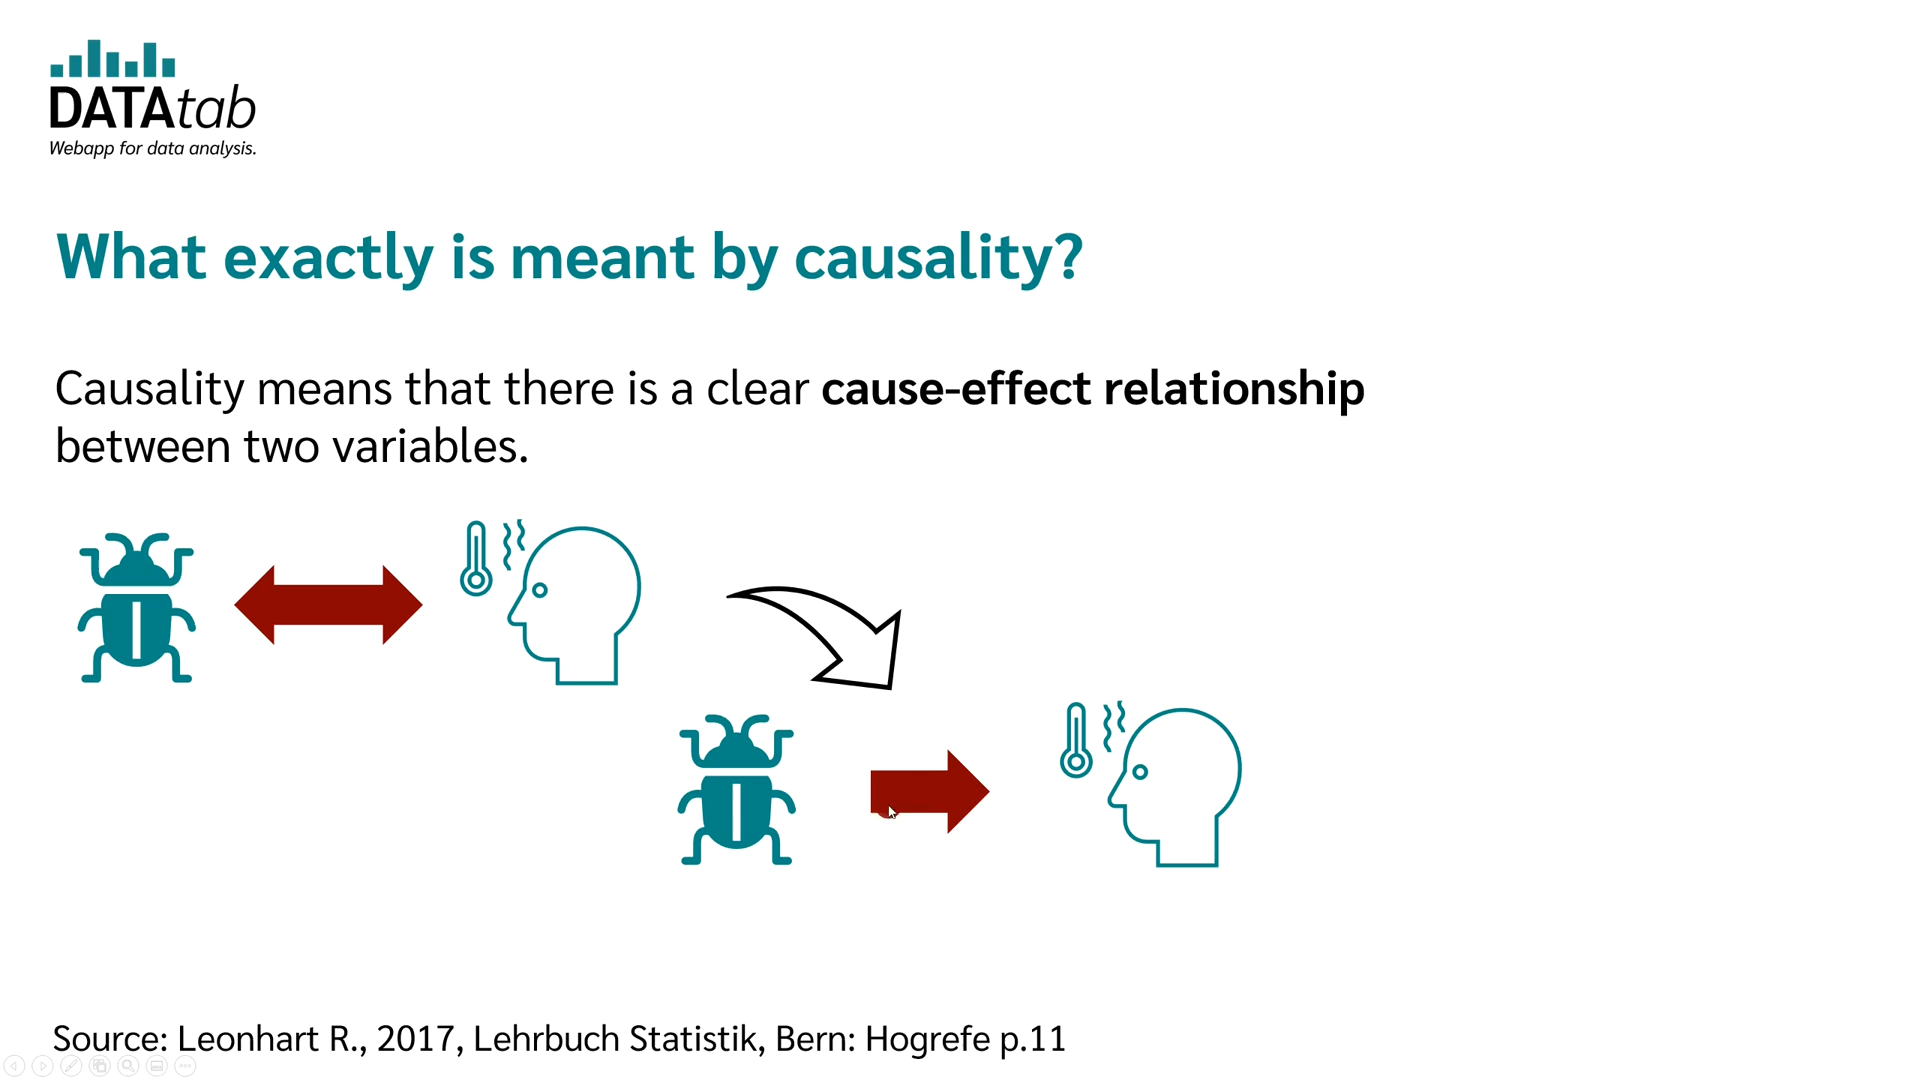 DATAtab
Webapp for data analysis.
What exactly is meant by causality?
Causality means that there is a clear cause-effect relationship
between two variables.
Source: Leonhart R., 2017, Lehrbuch Statistik, Bern: Hogrefe p.11